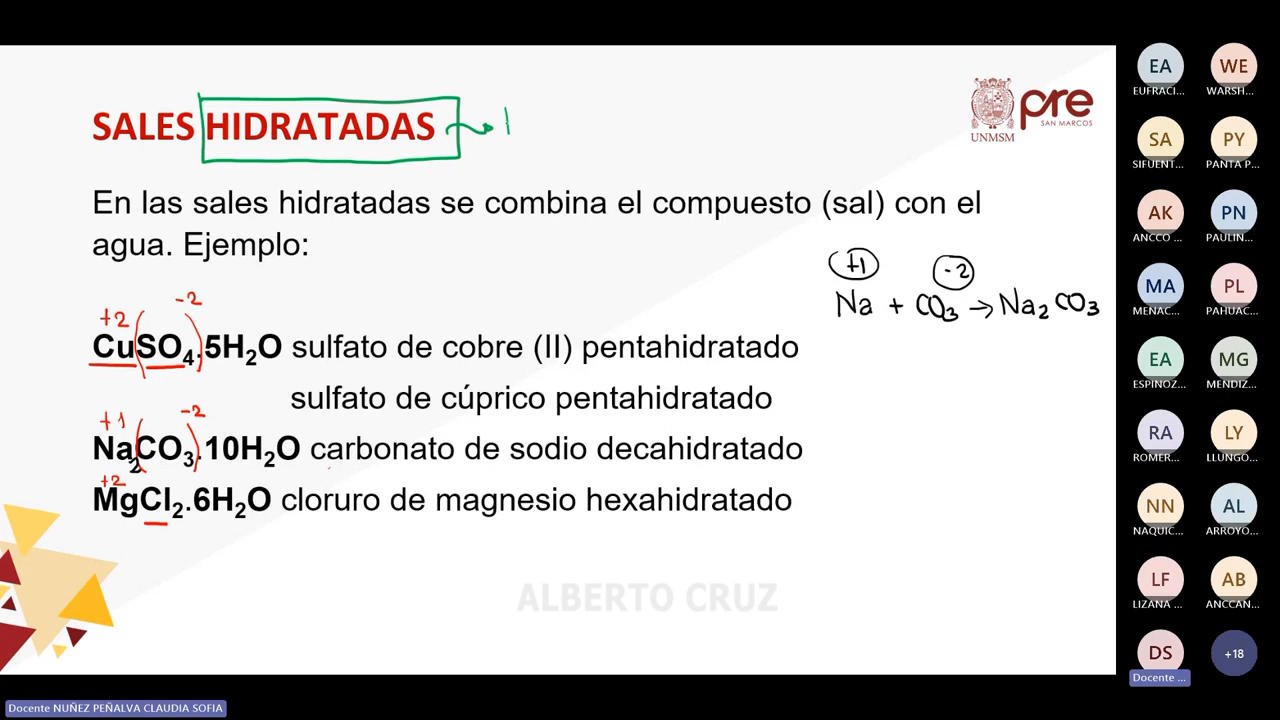 SALES HIDRATADAS
UNMSM
pre
SAN MARCOS
En las sales hidratadas se combina el compuesto (sal) con el
agua. Ejemplo:
+1 -2
Na + CO3 → Na2CO3
+2 -2
CuSO4.5H2O sulfato de cobre (II) pentahidratado
sulfato de cúprico pentahidratado
+1 -2
Na2CO3.10H2O carbonato de sodio decahidratado
+2
MgCl2.6H2O cloruro de magnesio hexahidratado
ALBERTO CRUZ
EA WE
EUFRACI... WARSH...
SA PY
SIFUENT... PANTA P...
AK PN
ANCCO ... PAULIN...
MA PL
MENAC... PAHUAC...
EA MG
ESPINOZ... MENDIZ...
RA LY
ROMER... LLUNGO...
NN AL
NAQUIC... ARROYO...
LF AB
LIZANA ... ANCCAN...
DS +18
Docente ...
Docente NUÑEZ PEÑALVA CLAUDIA SOFIA